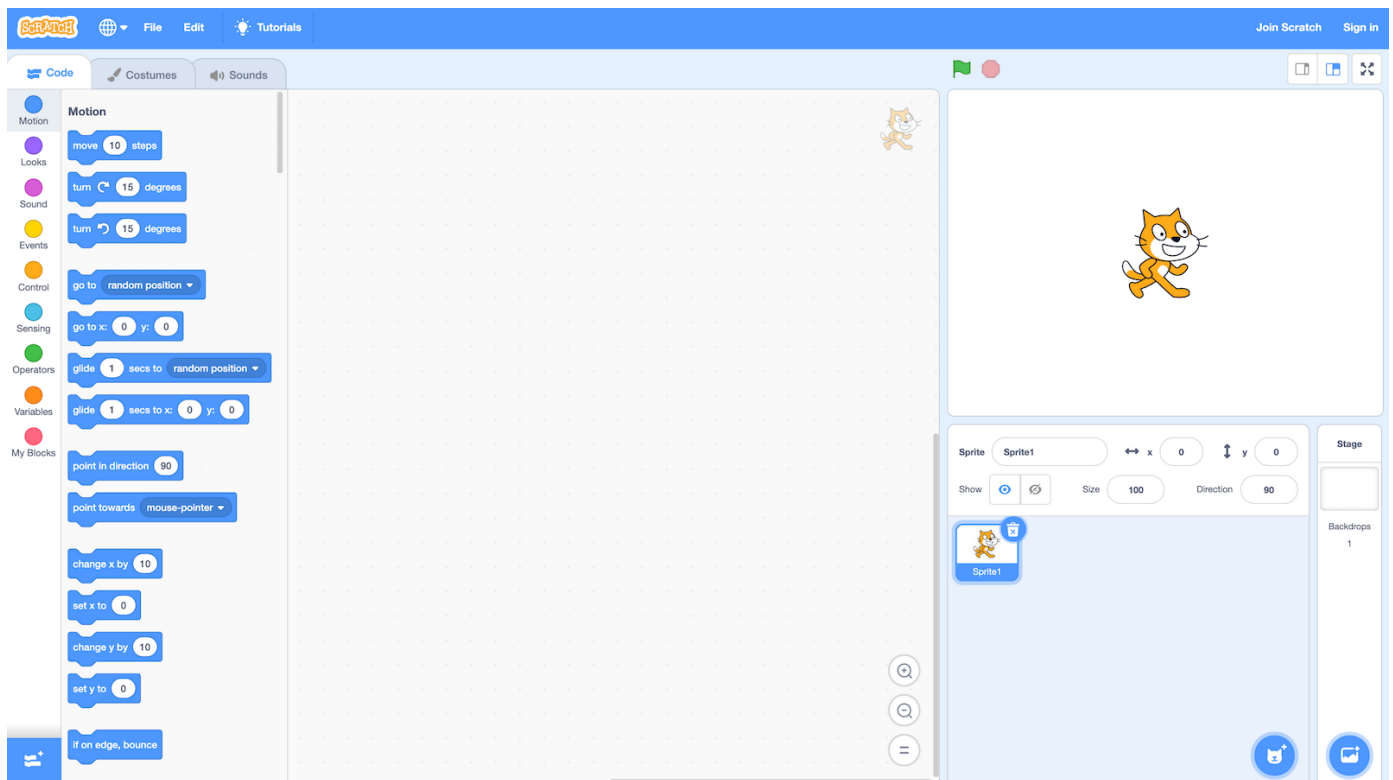 SCRATCH File Edit Tutorials Join Scratch Sign in
Code Costumes Sounds
Motion
Looks
Sound
Events
Control
Sensing
Operators
Variables
My Blocks
Motion
move 10 steps
turn 15 degrees
turn 15 degrees
go to random position
go to x: 0 y: 0
glide 1 secs to random position
glide 1 secs to x: 0 y: 0
point in direction 90
point towards mouse-pointer
change x by 10
set x to 0
change y by 10
set y to 0
if on edge, bounce
Sprite Sprite1 x 0 y 0
Show Size 100 Direction 90
Sprite1
Stage
Backdrops
1